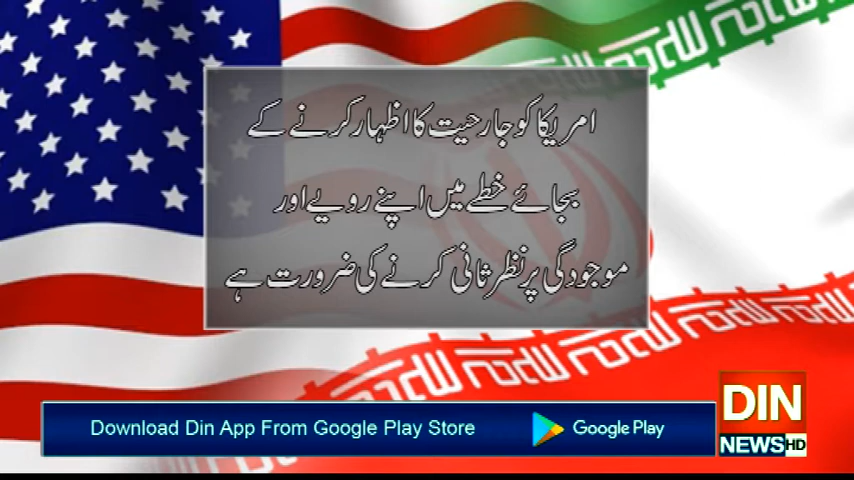 امریکا کو جارحیت کا اظہار کرنے کے
بجائے خطے میں اپنے رویے اور
موجودگی پر نظر ثانی کرنے کی ضرورت ہے
Download Din App From Google Play Store
Google Play
DIN
NEWS HD